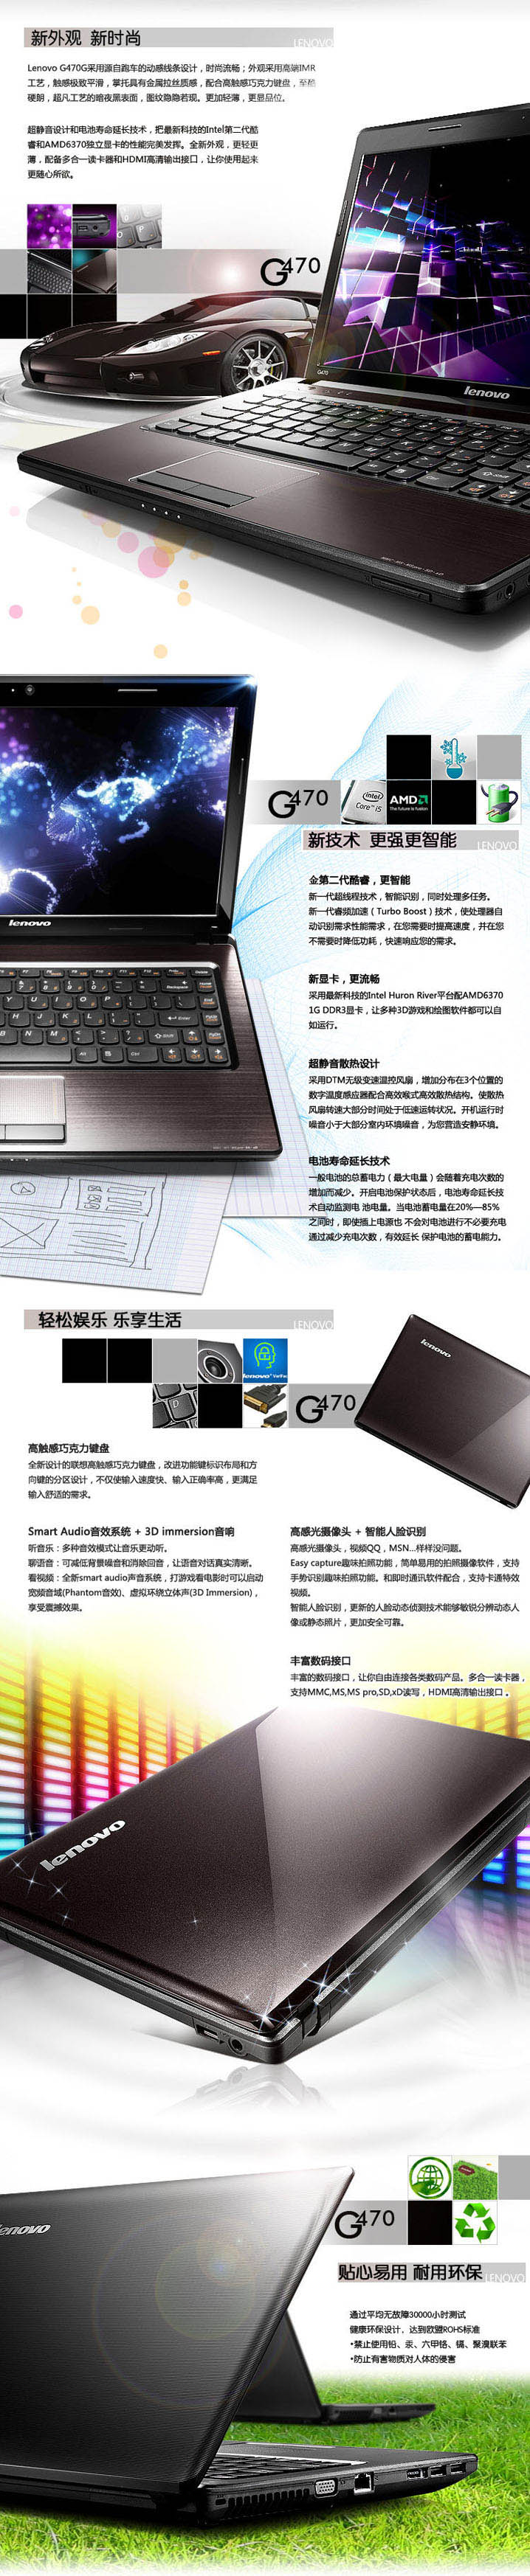 新外观 新时尚
LENOVO
Lenovo G470G采用源自跑车的动感线条设计，时尚流畅；外观采用高端IMR
工艺，触感极致平滑，掌托具有金属拉丝质感，配合高触感巧克力键盘，至酷
硬朗，超凡工艺的暗夜黑表面，图纹隐隐若现。更加轻薄，更显品位。
超静音设计和电池寿命延长技术，把最新科技的Intel第二代酷
睿和AMD6370独立显卡的性能完美发挥。全新外观，更轻更
薄，配备多合一读卡器和HDMI高清输出接口，让你使用起来
更随心所欲。
G470
G470
lenovo
G470
intel
Core i5
AMD
The future is fusion
新技术 更强更智能
LENOVO
金第二代酷睿，更智能
新一代超线程技术，智能识别，同时处理多任务。
新一代睿频加速（Turbo Boost）技术，使处理器自
动识别需求性能需求，在您需要时提高速度，并在您
不需要时降低功耗，快速响应您的需求。
lenovo
新显卡，更流畅
采用最新科技的Intel Huron River平台配AMD6370
1G DDR3显卡，让多种3D游戏和绘图软件都可以自
如运行。
超静音散热设计
采用DTM无级变速温控风扇，增加分布在3个位置的
数字温度感应器配合高效喉式高效散热结构。使散热
风扇转速大部分时间处于低速运转状况。开机运行时
噪音小于大部分室内环境噪音，为您营造安静环境。
电池寿命延长技术
一般电池的总蓄电力（最大电量）会随着充电次数的
增加而减少。开启电池保护状态后，电池寿命延长技
术自动监测电 池电量。当电池蓄电量在20%—85%
之间时，即使插上电源也 不会对电池进行不必要充电
通过减少充电次数，有效延长 保护电池的蓄电能力。
轻松娱乐 乐享生活
LENOVO
lenovo
G470
高触感巧克力键盘
全新设计的联想高触感巧克力键盘，改进功能键标识布局和方
向键的分区设计，不仅使输入速度快、输入正确率高，更满足
输入舒适的需求。
Smart Audio音效系统 + 3D immersion音响
听音乐：多种音效模式让音乐更动听。
聊语音：可减低背景噪音和消除回音，让语音对话真实清晰。
看视频：全新smart audio声音系统，打游戏看电影时可以启动
宽频音域(Phantom音效)、虚拟环绕立体声(3D Immersion)，
享受震撼效果。
高感光摄像头 + 智能人脸识别
高感光摄像头，视频QQ，MSN...样样没问题。
Easy capture趣味拍照功能，简单易用的拍照摄像软件，支持
手势识别趣味拍照功能。和即时通讯软件配合，支持卡通特效
视频。
智能人脸识别，更新的人脸动态侦测技术能够敏锐分辨动态人
像或静态照片，更加安全可靠。
丰富数码接口
丰富的数码接口，让你自由连接各类数码产品。多合一读卡器，
支持MMC,MS,MS pro,SD,xD读写，HDMI高清输出接口 。
lenovo
G470
enovo
贴心易用 耐用环保
LENOVO
通过平均无故障30000小时测试
健康环保设计，达到欧盟ROHS标准
•禁止使用铅、汞、六甲铬、镉、聚溴联苯
•防止有害物质对人体的侵害